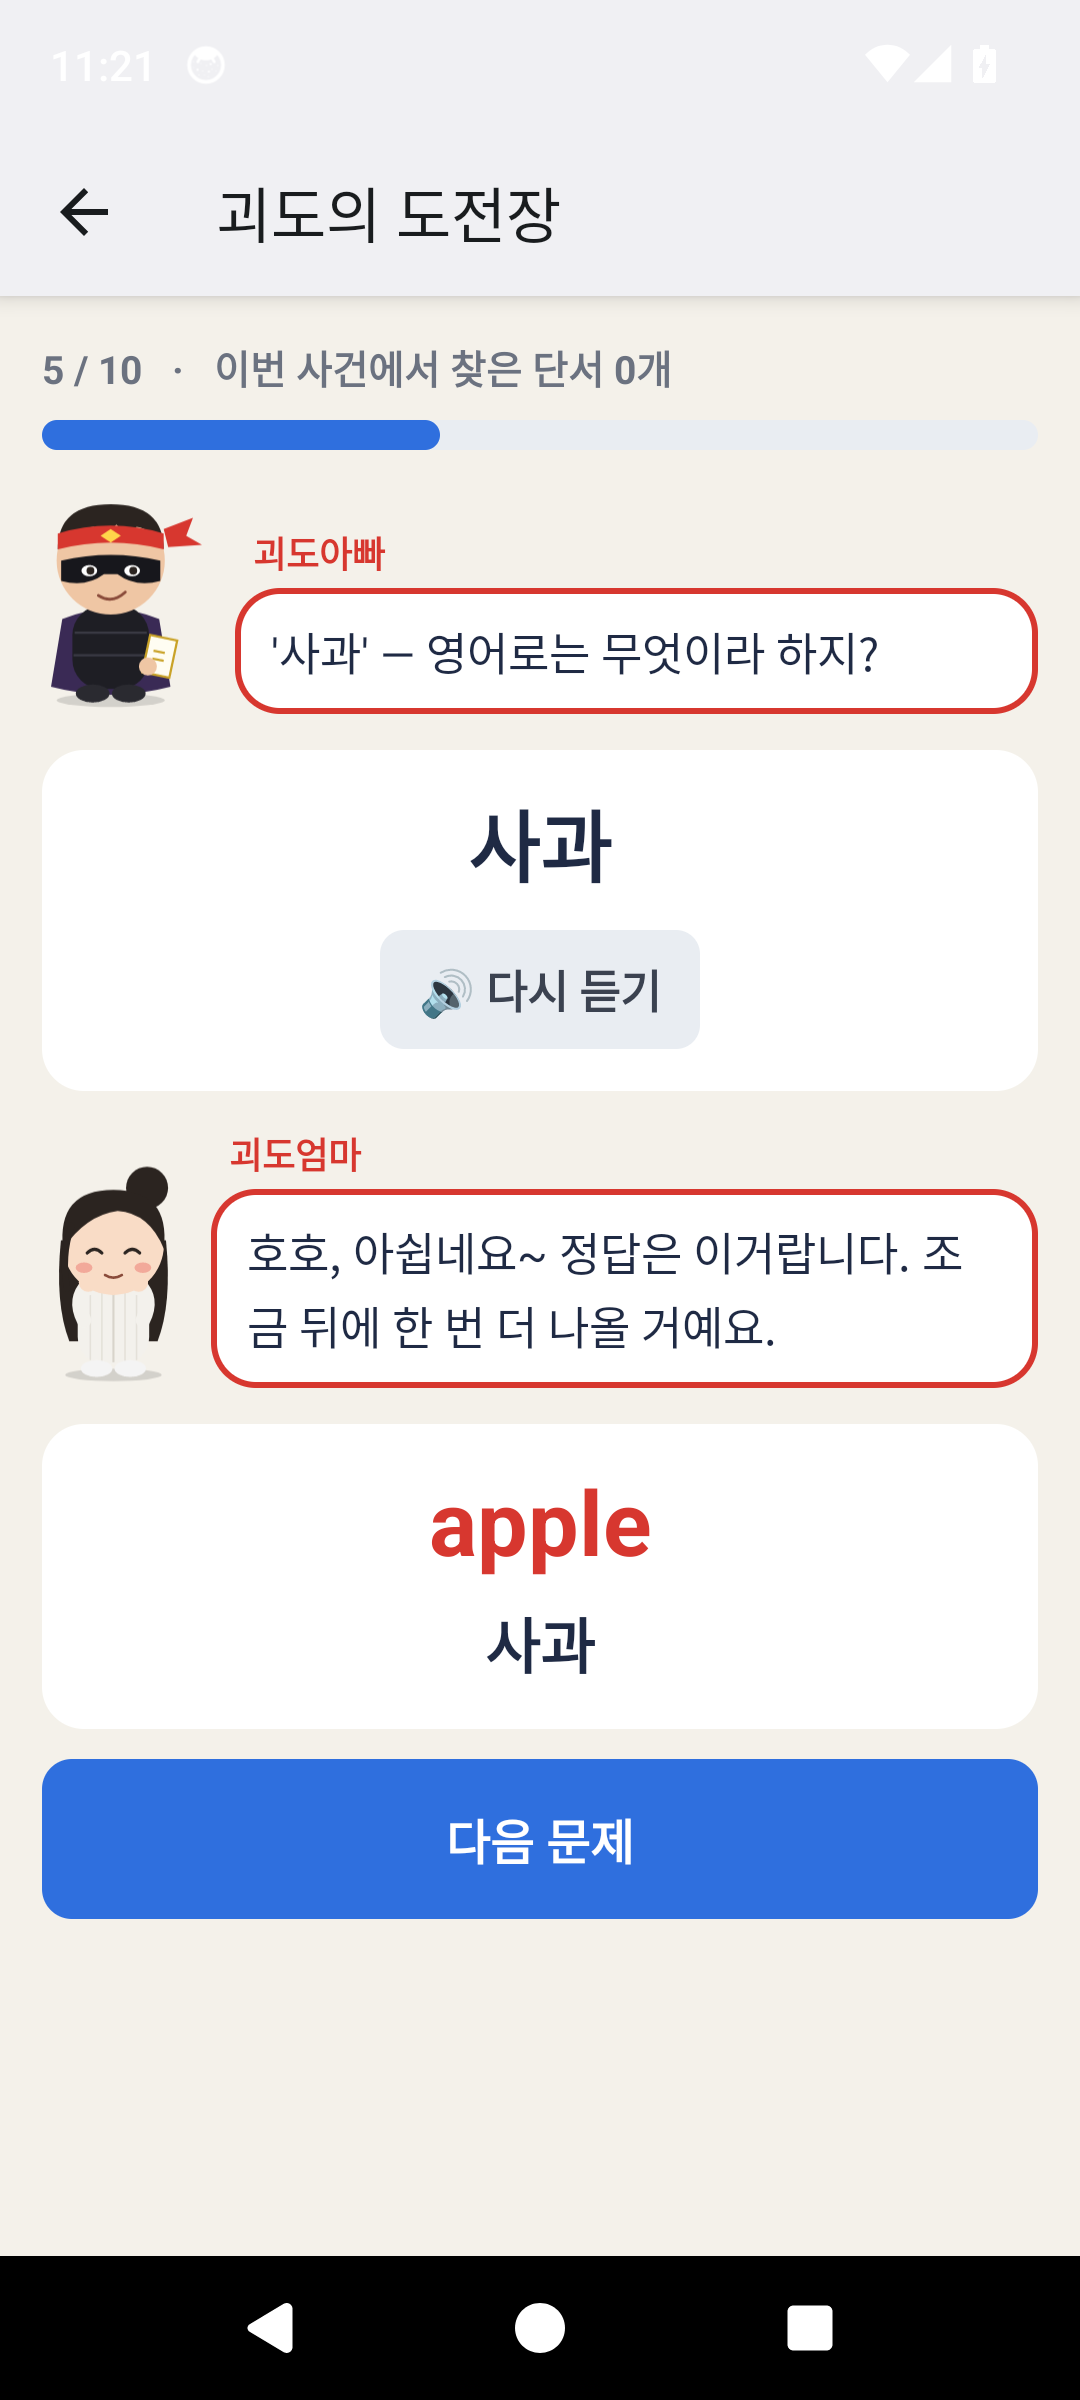 11:21
괴도의 도전장
5 / 10 · 이번 사건에서 찾은 단서 0개
괴도아빠
'사과' – 영어로는 무엇이라 하지?
사과
🔊 다시 듣기
괴도엄마
호호, 아쉽네요~ 정답은 이거랍니다. 조
금 뒤에 한 번 더 나올 거예요.
apple
사과
다음 문제